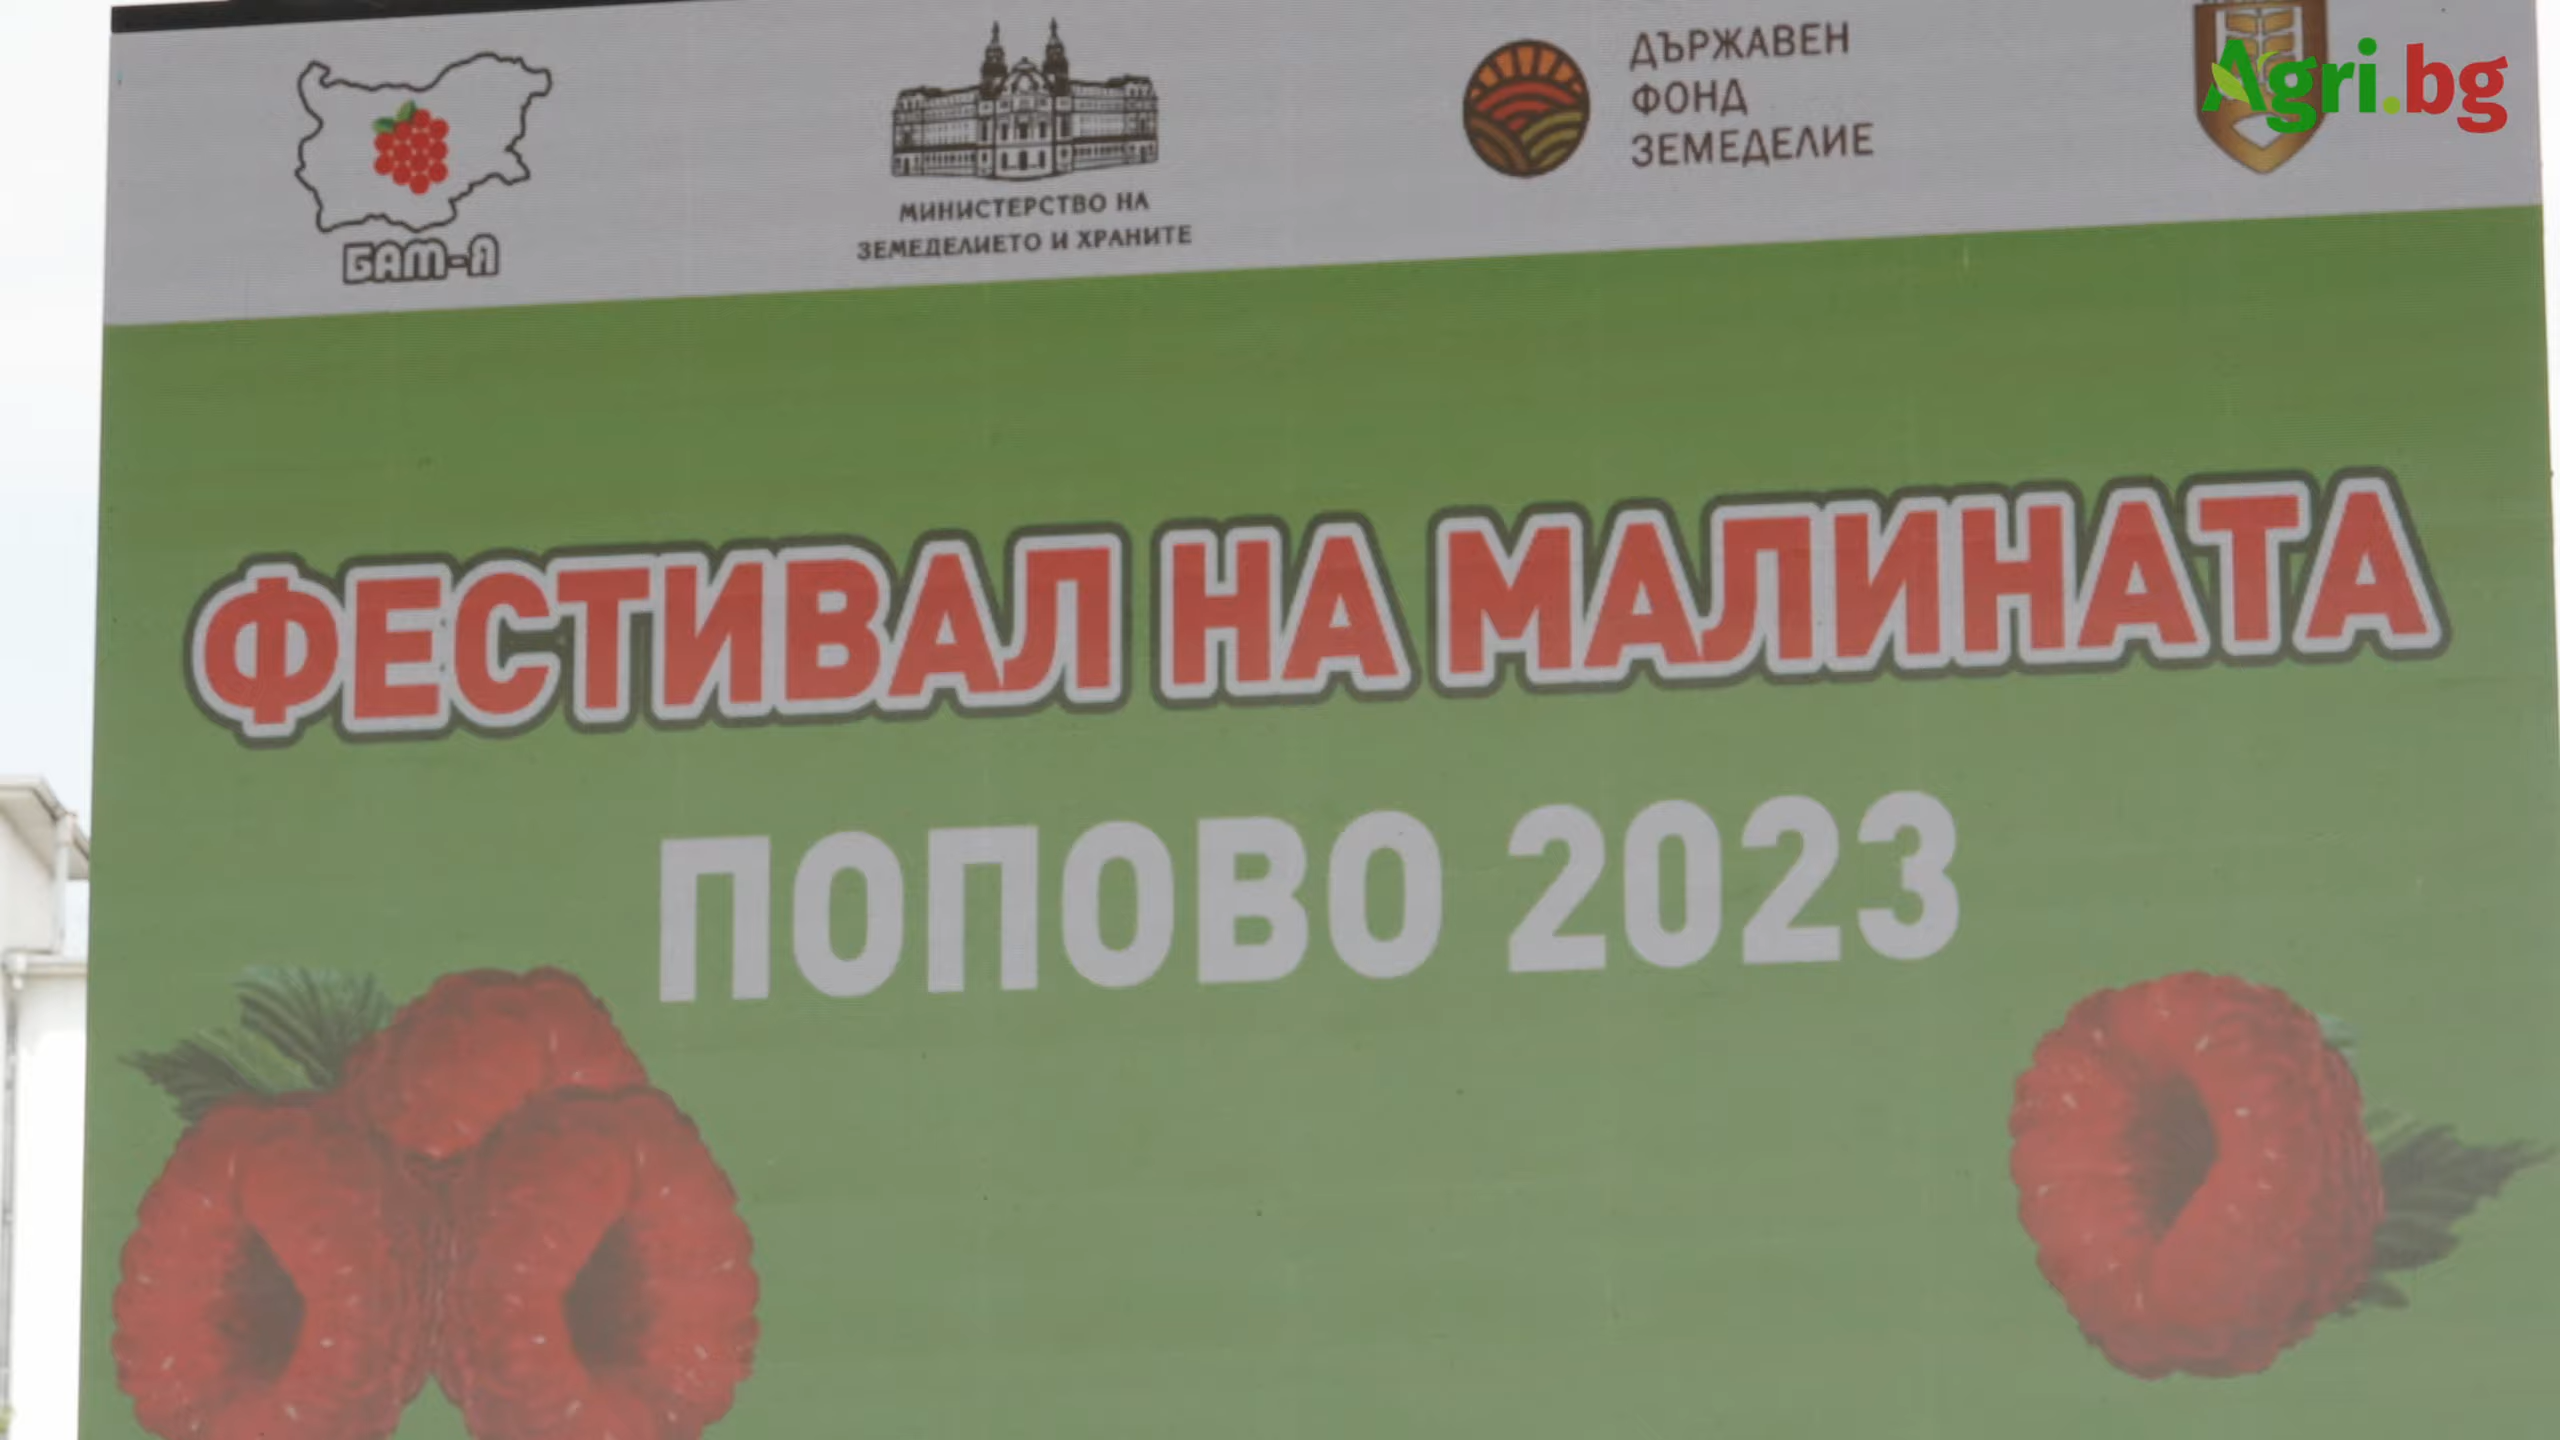 БАМ-Я
МИНИСТЕРСТВО НА
ЗЕМЕДЕЛИЕТО И ХРАНИТЕ
ДЪРЖАВЕН
ФОНД
ЗЕМЕДЕЛИЕ
Agri.bg
ФЕСТИВАЛ НА МАЛИНАТА
ПОПОВО 2023